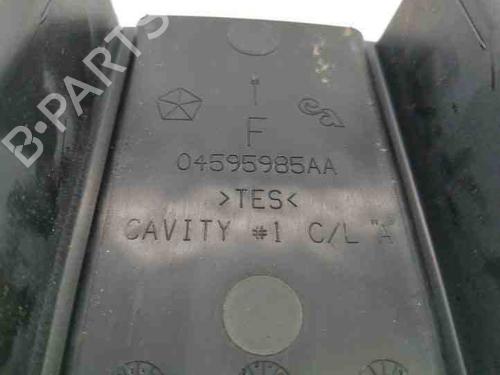 B-PARTS
F
04595985AA
>TES<
CAVITY #1 C/L "A"